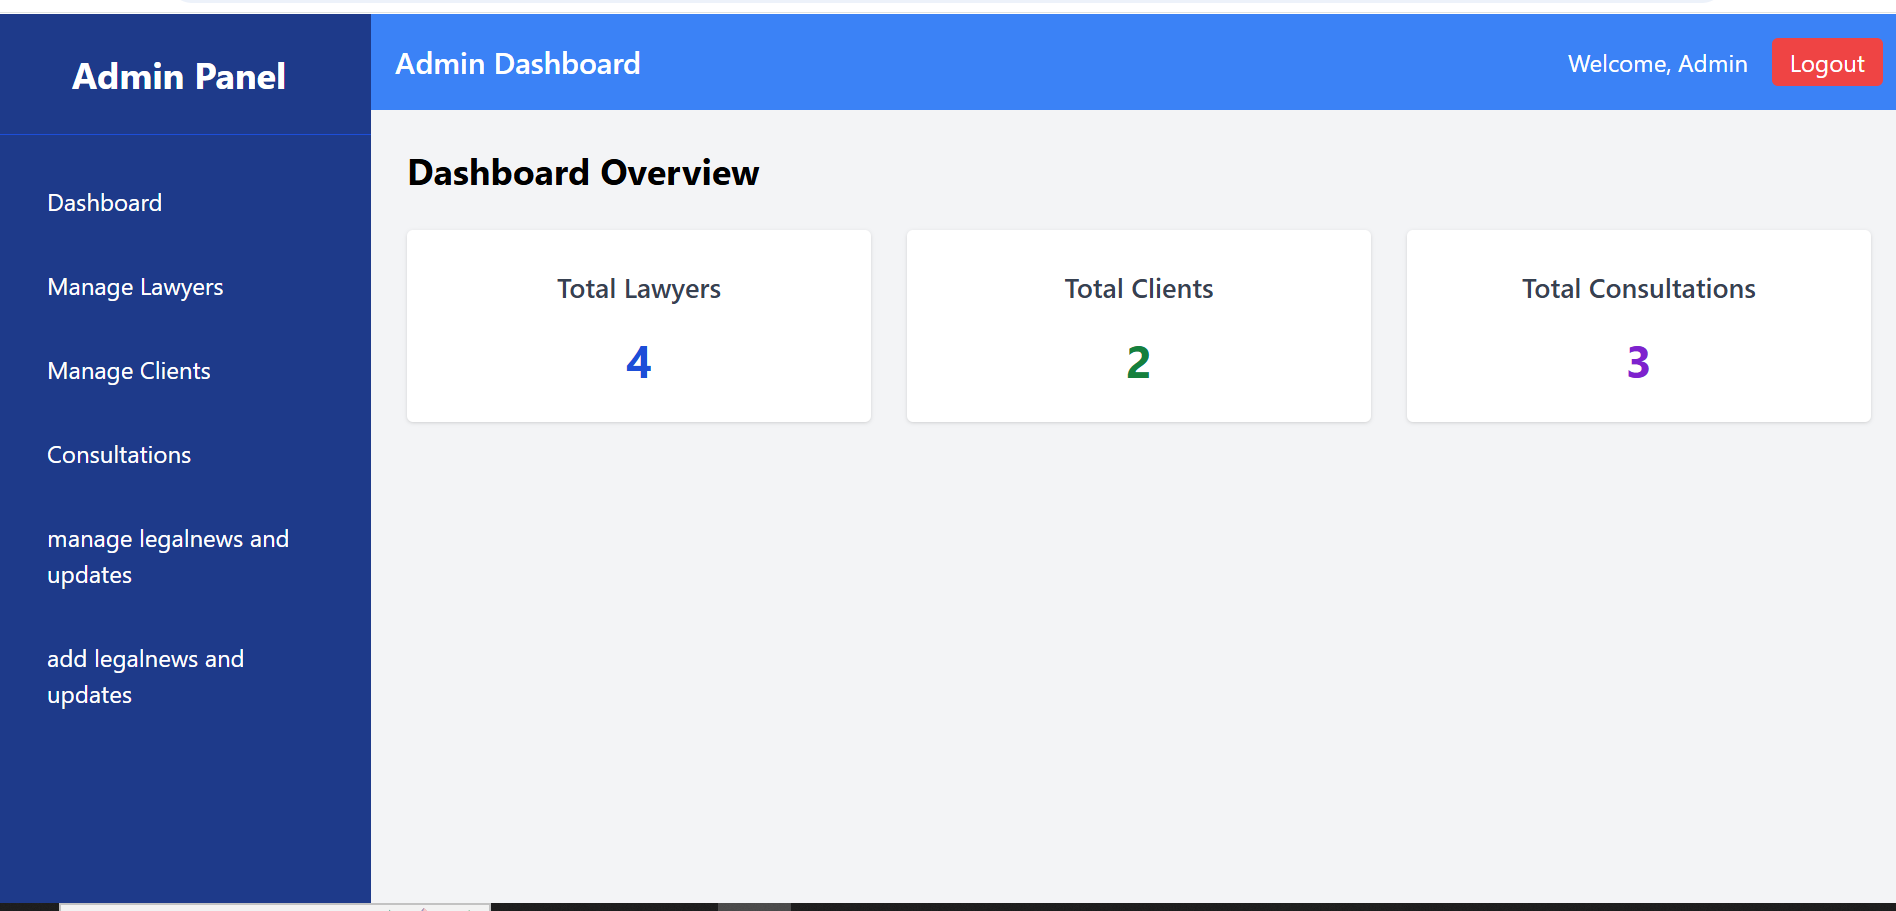 Admin Panel
Dashboard
Manage Lawyers
Manage Clients
Consultations
manage legalnews and
updates
add legalnews and
updates
Admin Dashboard
Welcome, Admin
Logout
Dashboard Overview
Total Lawyers
4
Total Clients
2
Total Consultations
3